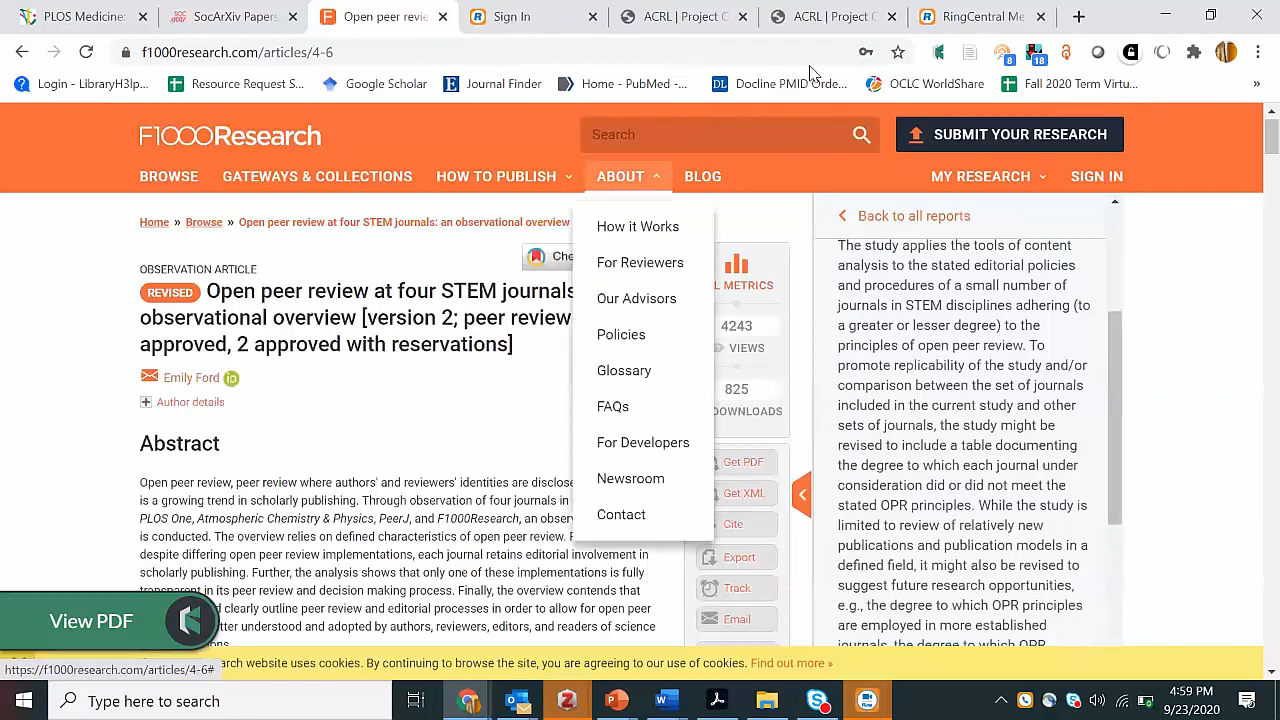 PLOS Medicine:
SocArXiv Papers
Open peer revie
Sign In
ACRL | Project C
ACRL | Project C
RingCentral Me
f1000research.com/articles/4-6
8
18
Login - LibraryH3lp...
Resource Request S...
Google Scholar
Journal Finder
Home - PubMed -...
DL Docline PMID Orde...
OCLC WorldShare
Fall 2020 Term Virtu...
»
F1000Research
Search
SUBMIT YOUR RESEARCH
BROWSE
GATEWAYS & COLLECTIONS
HOW TO PUBLISH
ABOUT
BLOG
MY RESEARCH
SIGN IN
Home » Browse » Open peer review at four STEM journals: an observational overview
How it Works
For Reviewers
Our Advisors
Policies
Glossary
FAQs
For Developers
Newsroom
Contact
Che
OBSERVATION ARTICLE
REVISED Open peer review at four STEM journals
observational overview [version 2; peer review
approved, 2 approved with reservations]
Emily Ford iD
Author details
Abstract
Open peer review, peer review where authors' and reviewers' identities are disclose
is a growing trend in scholarly publishing. Through observation of four journals in
PLOS One, Atmospheric Chemistry & Physics, PeerJ, and F1000Research, an obser
is conducted. The overview relies on defined characteristics of open peer review. F
despite differing open peer review implementations, each journal retains editorial involvement in
scholarly publishing. Further, the analysis shows that only one of these implementations is fully
transparent in its peer review and decision making process. Finally, the overview contends that
clearly outline peer review and editorial processes in order to allow for open peer
tter understood and adopted by authors, reviewers, editors, and readers of science
ons.
L METRICS
4243
VIEWS
825
DOWNLOADS
Get PDF
Get XML
Cite
Export
Track
Email
Back to all reports
The study applies the tools of content
analysis to the stated editorial policies
and procedures of a small number of
journals in STEM disciplines adhering (to
a greater or lesser degree) to the
principles of open peer review. To
promote replicability of the study and/or
comparison between the set of journals
included in the current study and other
sets of journals, the study might be
revised to include a table documenting
the degree to which each journal under
consideration did or did not meet the
stated OPR principles. While the study is
limited to review of relatively new
publications and publication models in a
defined field, it might also be revised to
suggest future research opportunities,
e.g., the degree to which OPR principles
are employed in more established
journals, the degree to which OPR
View PDF
https://f1000research.com/articles/4-6#
arch website uses cookies. By continuing to browse the site, you are agreeing to our use of cookies. Find out more »
Type here to search
4:59 PM
9/23/2020